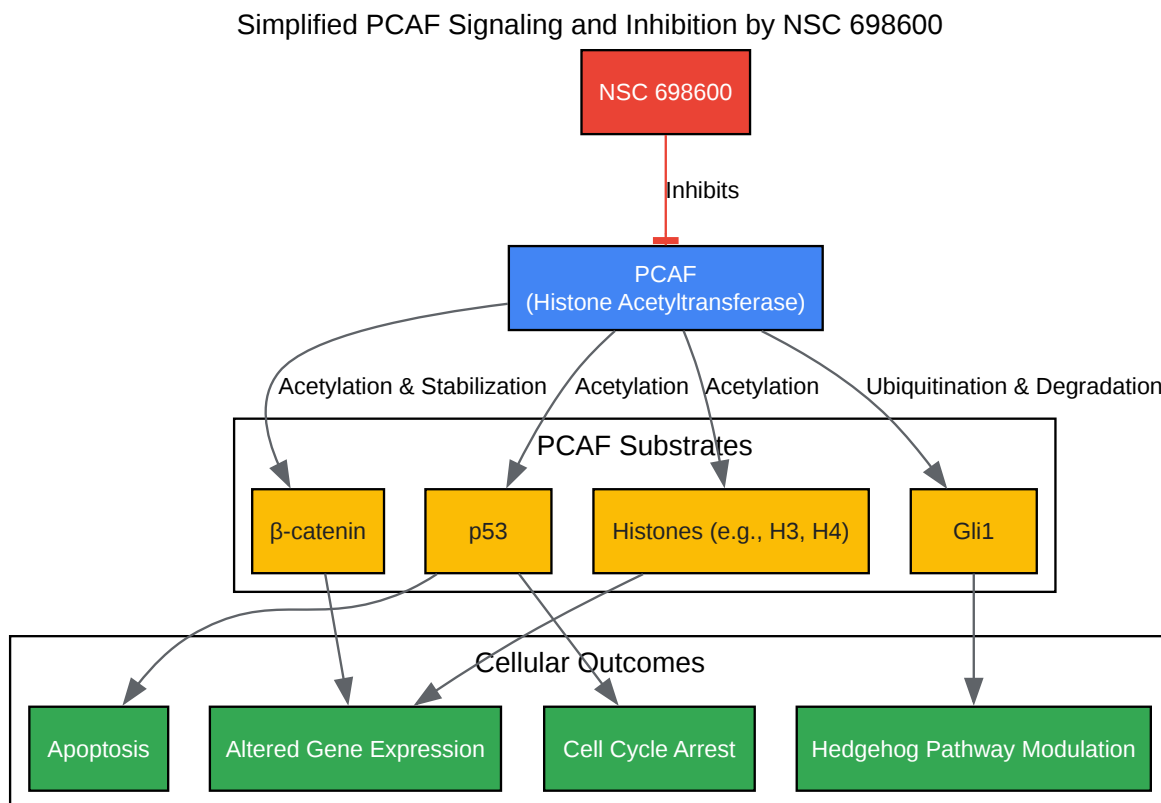 Simplified PCAF Signaling and Inhibition by NSC 698600
NSC 698600
Inhibits
PCAF
(Histone Acetyltransferase)
Acetylation & Stabilization
Acetylation
Acetylation
Ubiquitination & Degradation
PCAF Substrates
β-catenin
p53
Histones (e.g., H3, H4)
Gli1
Cellular Outcomes
Apoptosis
Altered Gene Expression
Cell Cycle Arrest
Hedgehog Pathway Modulation